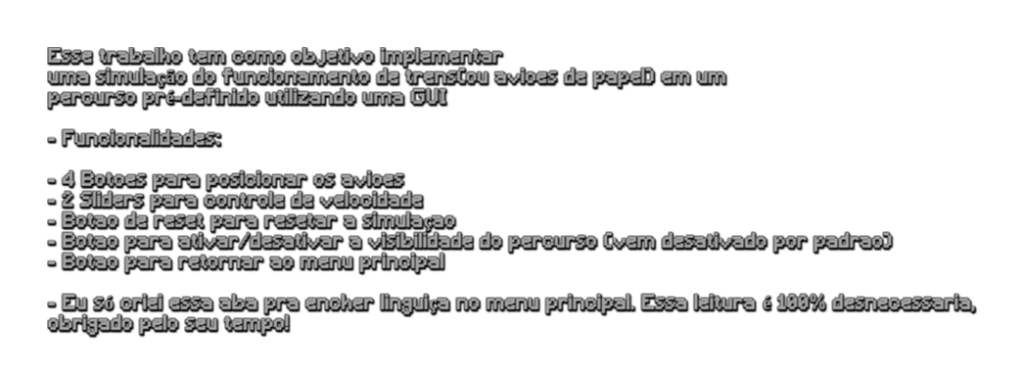 Esse trabalho tem como objetivo implementar
uma simulação do funcionamento de trens(ou avioes de papel) em um
percurso pré-definido utilizando uma GUI
- Funcionalidades:
- 4 Botoes para posicionar os avioes
- 2 Sliders para controle de velocidade
- Botao de reset para resetar a simulaçao
- Botao para ativar/desativar a visibilidade do percurso (vem desativado por padrao)
- Botao para retornar ao menu principal
- Eu só criei essa aba pra encher linguiça no menu principal. Essa leitura é 100% desnecessaria,
obrigado pelo seu tempo!